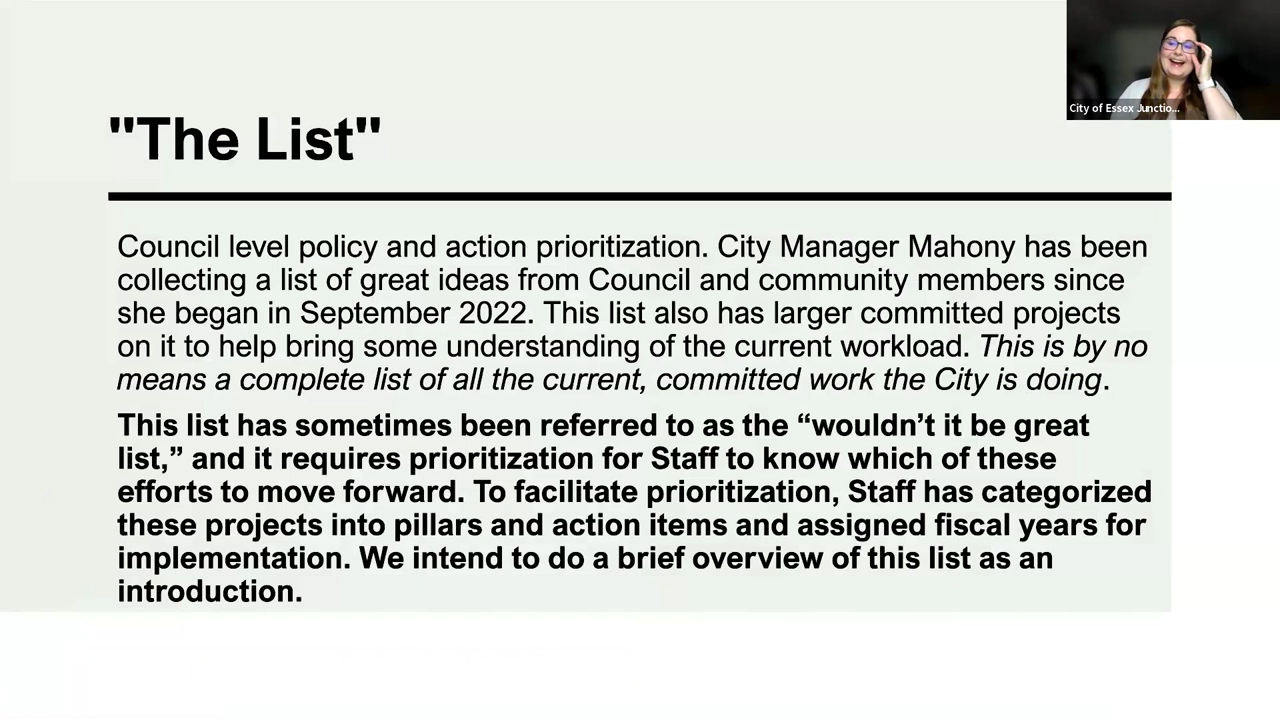 City of Essex Junctio...
"The List"
Council level policy and action prioritization. City Manager Mahony has been
collecting a list of great ideas from Council and community members since
she began in September 2022. This list also has larger committed projects
on it to help bring some understanding of the current workload. This is by no
means a complete list of all the current, committed work the City is doing.
This list has sometimes been referred to as the “wouldn’t it be great
list,” and it requires prioritization for Staff to know which of these
efforts to move forward. To facilitate prioritization, Staff has categorized
these projects into pillars and action items and assigned fiscal years for
implementation. We intend to do a brief overview of this list as an
introduction.